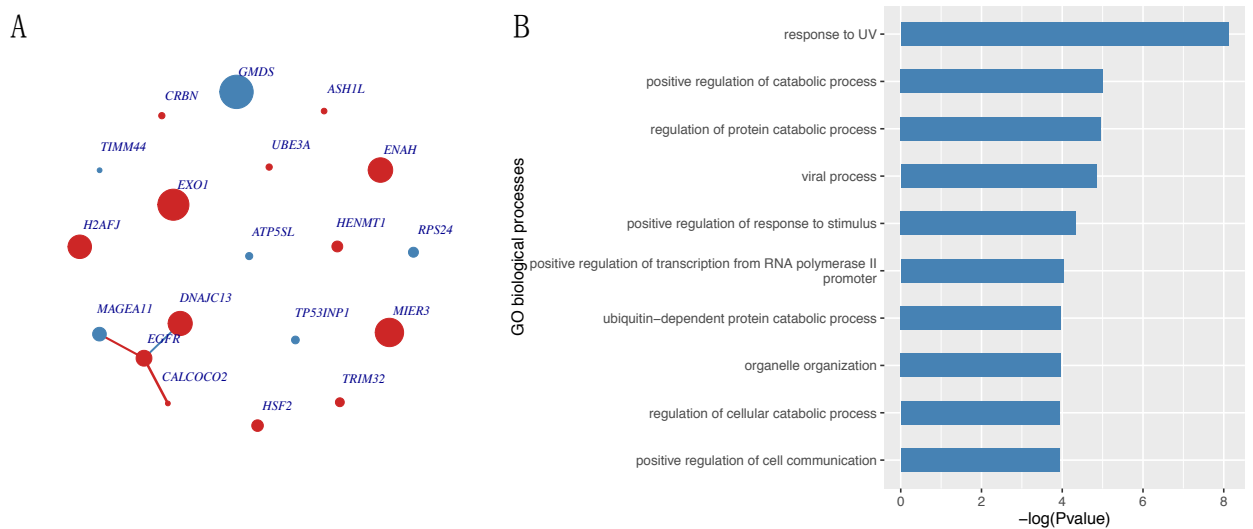 A
GMDS
CRBN
ASH1L
TIMM44
UBE3A
ENAH
EXO1
H2AFJ
ATP5SL
HENMT1
RPS24
MAGEA11
DNAJC13
TP53INP1
MIER3
EGFR
CALCOCO2
TRIM32
HSF2
B
GO biological processes
response to UV
positive regulation of catabolic process
regulation of protein catabolic process
viral process
positive regulation of response to stimulus
positive regulation of transcription from RNA polymerase II
promoter
ubiquitin−dependent protein catabolic process
organelle organization
regulation of cellular catabolic process
positive regulation of cell communication
0 2 4 6 8
−log(Pvalue)